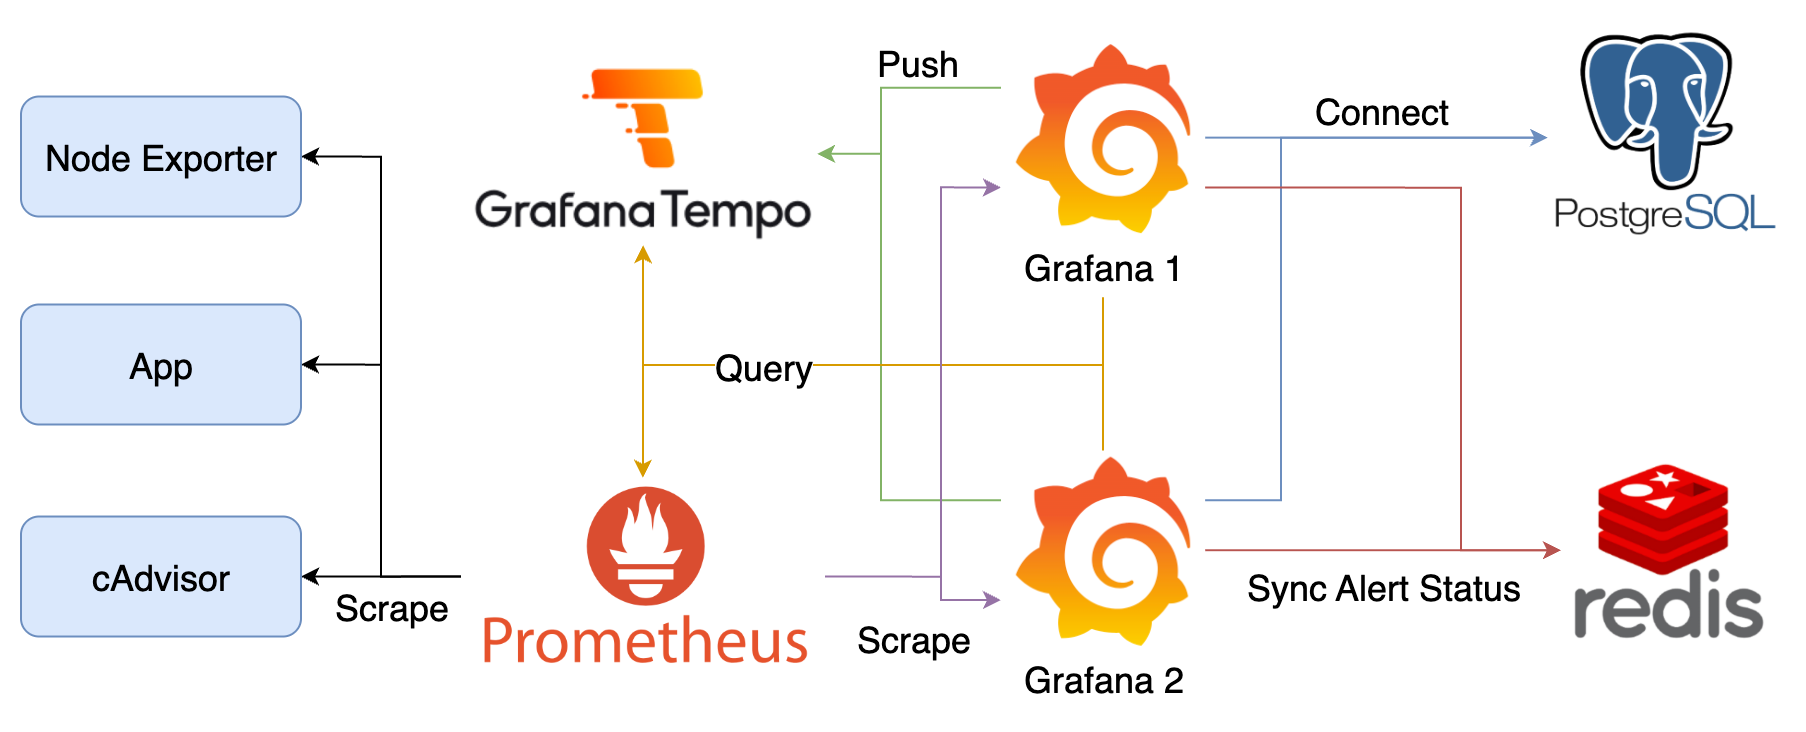 Push
Connect
Node Exporter
Grafana Tempo
PostgreSQL
Grafana 1
App
Query
cAdvisor
Scrape
Prometheus
Scrape
Sync Alert Status
redis
Grafana 2